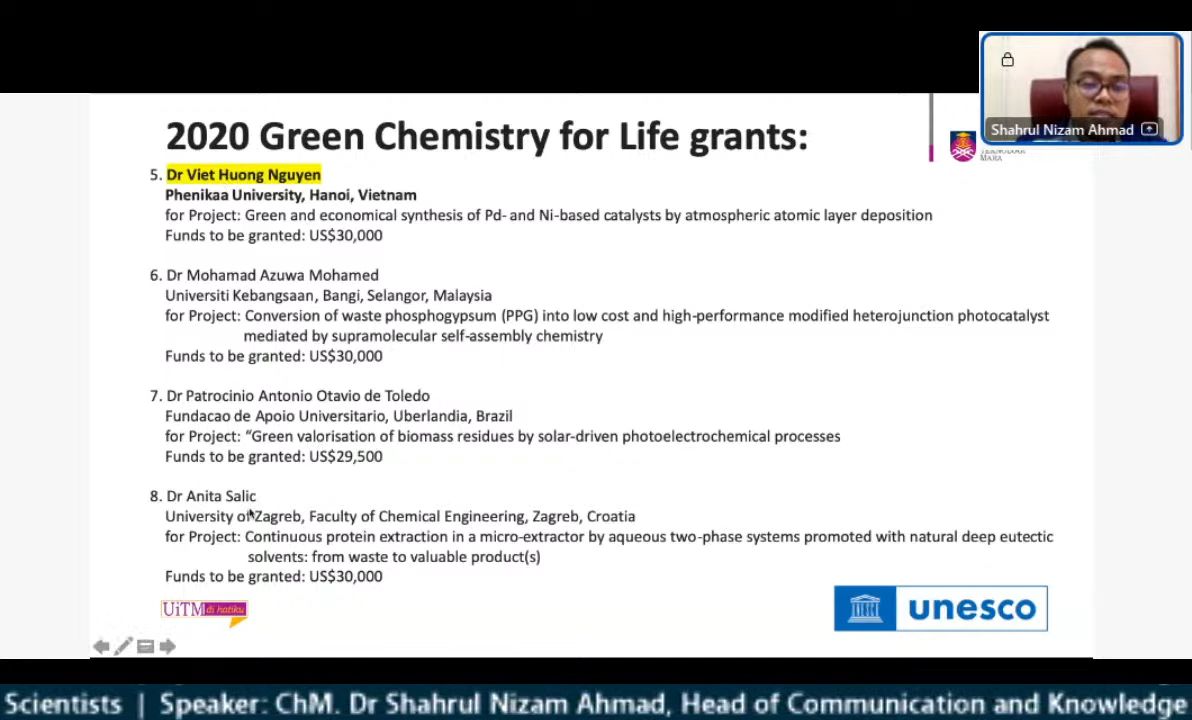 Shahrul Nizam Ahmad
2020 Green Chemistry for Life grants:
MARA
5. Dr Viet Huong Nguyen
Phenikaa University, Hanoi, Vietnam
for Project: Green and economical synthesis of Pd- and Ni-based catalysts by atmospheric atomic layer deposition
Funds to be granted: US$30,000
6. Dr Mohamad Azuwa Mohamed
Universiti Kebangsaan, Bangi, Selangor, Malaysia
for Project: Conversion of waste phosphogypsum (PPG) into low cost and high-performance modified heterojunction photocatalyst
mediated by supramolecular self-assembly chemistry
Funds to be granted: US$30,000
7. Dr Patrocinio Antonio Otavio de Toledo
Fundacao de Apoio Universitario, Uberlandia, Brazil
for Project: “Green valorisation of biomass residues by solar-driven photoelectrochemical processes
Funds to be granted: US$29,500
8. Dr Anita Salic
University of Zagreb, Faculty of Chemical Engineering, Zagreb, Croatia
for Project: Continuous protein extraction in a micro-extractor by aqueous two-phase systems promoted with natural deep eutectic
solvents: from waste to valuable product(s)
Funds to be granted: US$30,000
UiTM di hatiku
unesco
Scientists | Speaker: ChM. Dr Shahrul Nizam Ahmad, Head of Communication and Knowledge